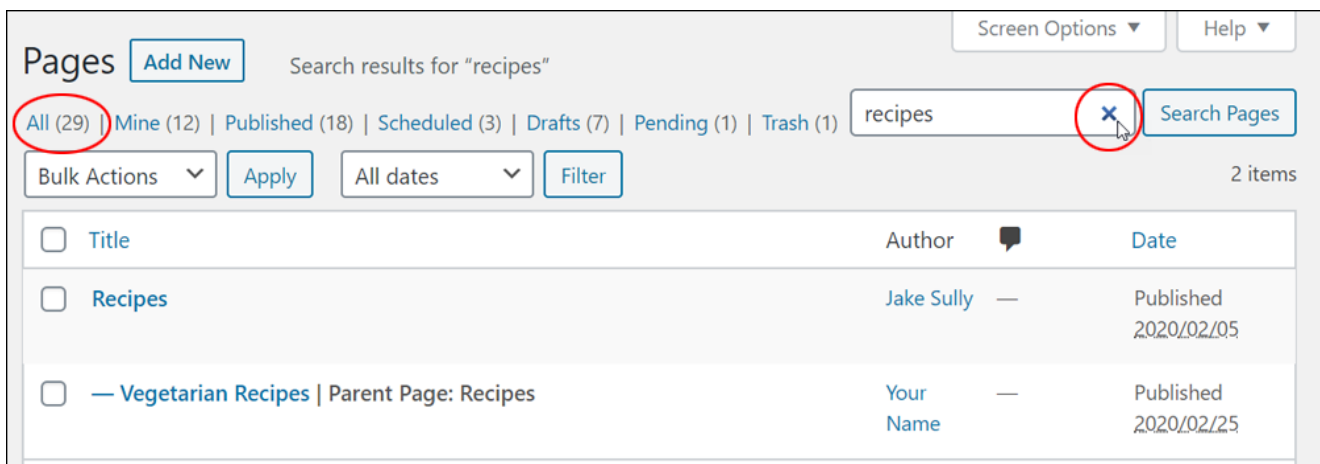 Screen Options ▼ Help ▼
Pages Add New Search results for “recipes”
All (29) | Mine (12) | Published (18) | Scheduled (3) | Drafts (7) | Pending (1) | Trash (1) recipes × Search Pages
Bulk Actions Apply All dates Filter 2 items
Title Author Date
Recipes Jake Sully — Published
2020/02/05
— Vegetarian Recipes | Parent Page: Recipes Your — Published
Name 2020/02/25